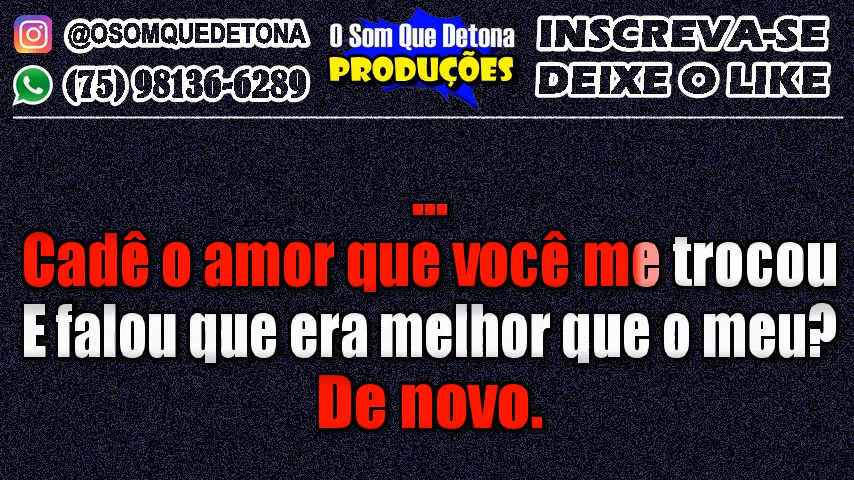 @OSOMQUEDETONA
(75) 98136-6289
O Som Que Detona
PRODUÇÕES
INSCREVA-SE
DEIXE O LIKE
...
Cadê o amor que você me trocou
E falou que era melhor que o meu?
De novo.